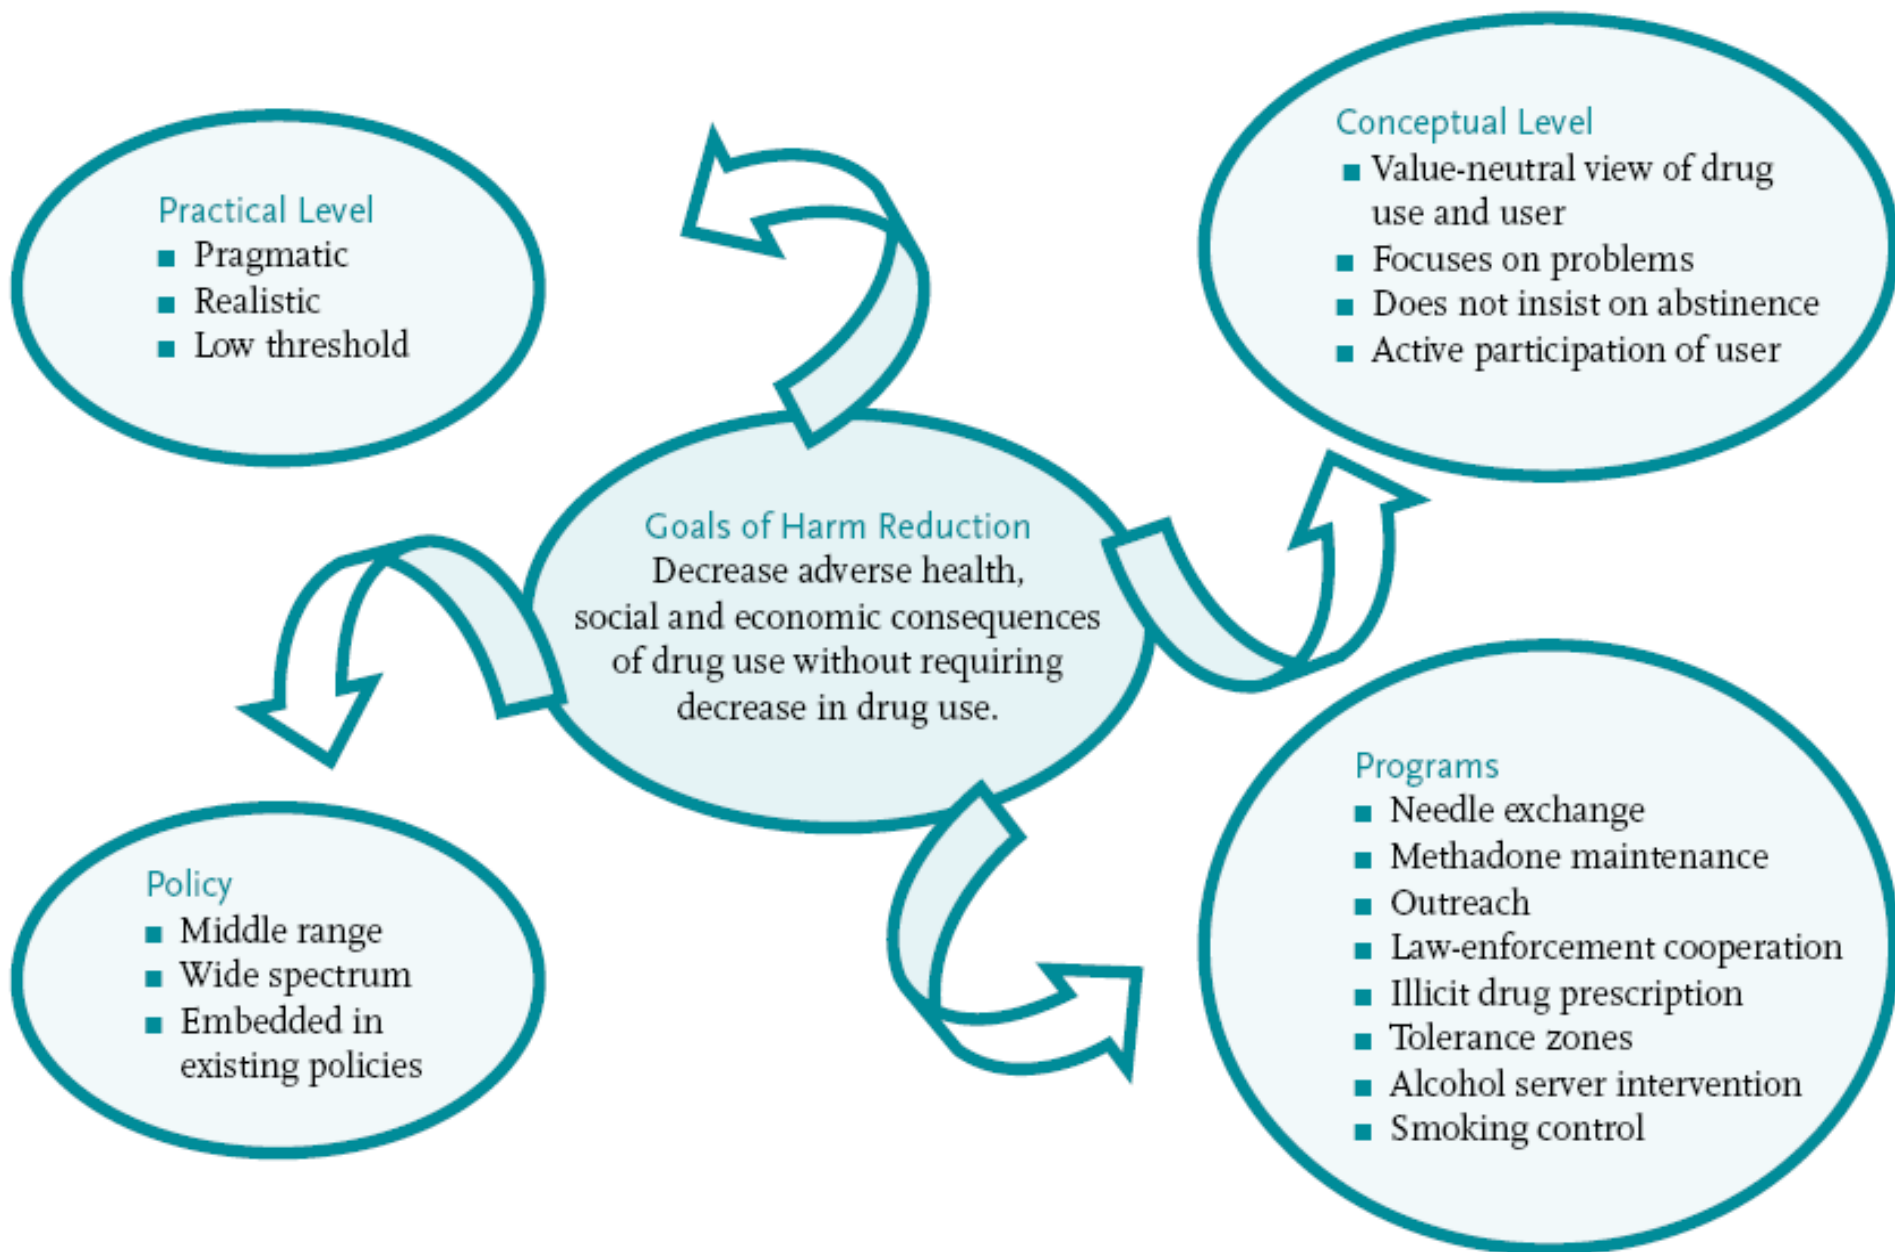 Practical Level
■ Pragmatic
■ Realistic
■ Low threshold
Conceptual Level
■ Value-neutral view of drug
use and user
■ Focuses on problems
■ Does not insist on abstinence
■ Active participation of user
Goals of Harm Reduction
Decrease adverse health,
social and economic consequences
of drug use without requiring
decrease in drug use.
Policy
■ Middle range
■ Wide spectrum
■ Embedded in
existing policies
Programs
■ Needle exchange
■ Methadone maintenance
■ Outreach
■ Law-enforcement cooperation
■ Illicit drug prescription
■ Tolerance zones
■ Alcohol server intervention
■ Smoking control